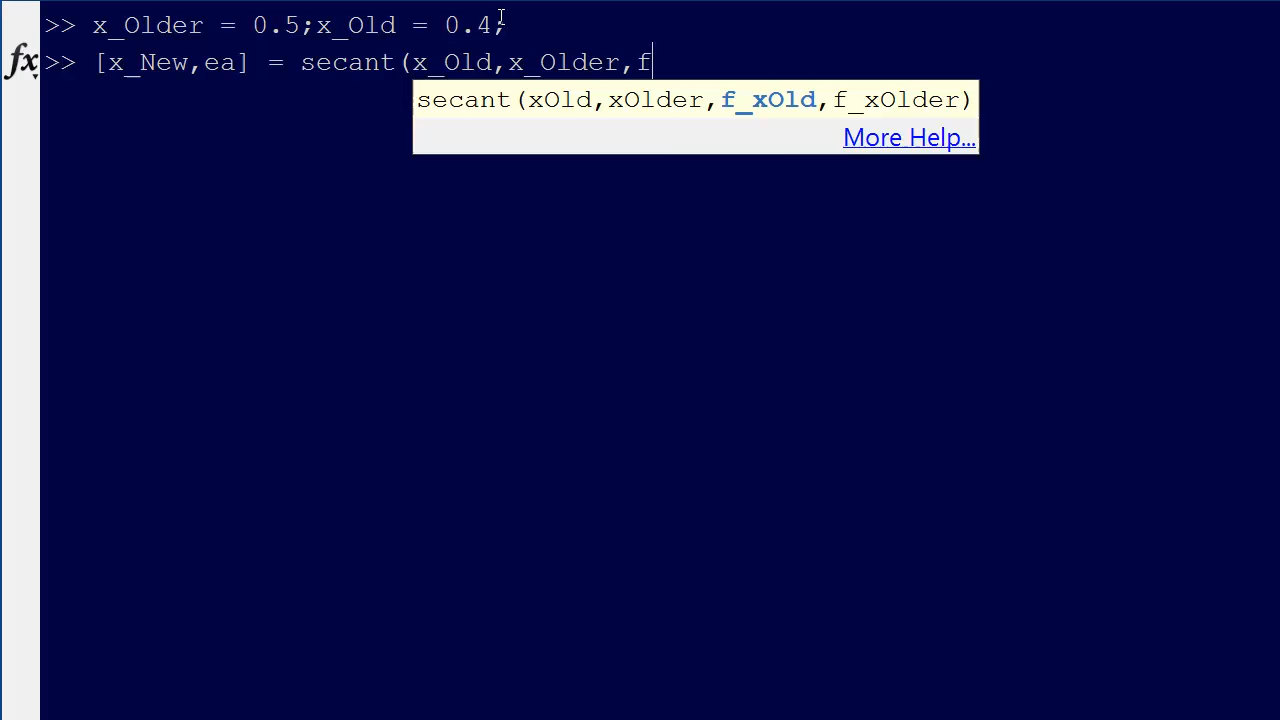 >> x_Older = 0.5;x_Old = 0.4;
fx >> [x_New,ea] = secant(x_Old,x_Older,f
secant(xOld,xOlder,f_xOld,f_xOlder)
More Help...